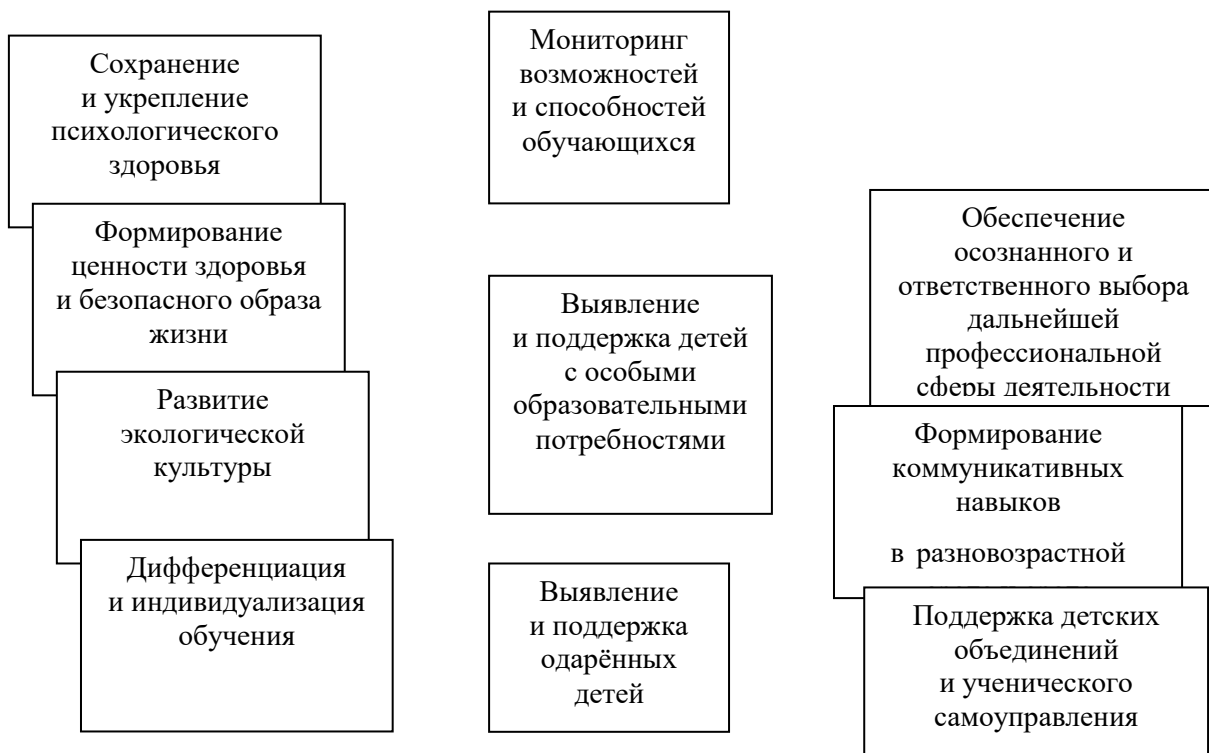 Сохранение
и укрепление
психологического
здоровья
Формирование
ценности здоровья
и безопасного образа
жизни
Развитие
экологической
культуры
Дифференциация
и индивидуализация
обучения
Мониторинг
возможностей
и способностей
обучающихся
Выявление
и поддержка детей
с особыми
образовательными
потребностями
Выявление
и поддержка
одарённых
детей
Обеспечение
осознанного и
ответственного выбора
дальнейшей
профессиональной
сферы деятельности
Формирование
коммуникативных
навыков
в разновозрастной
Поддержка детских
объединений
и ученического
самоуправления